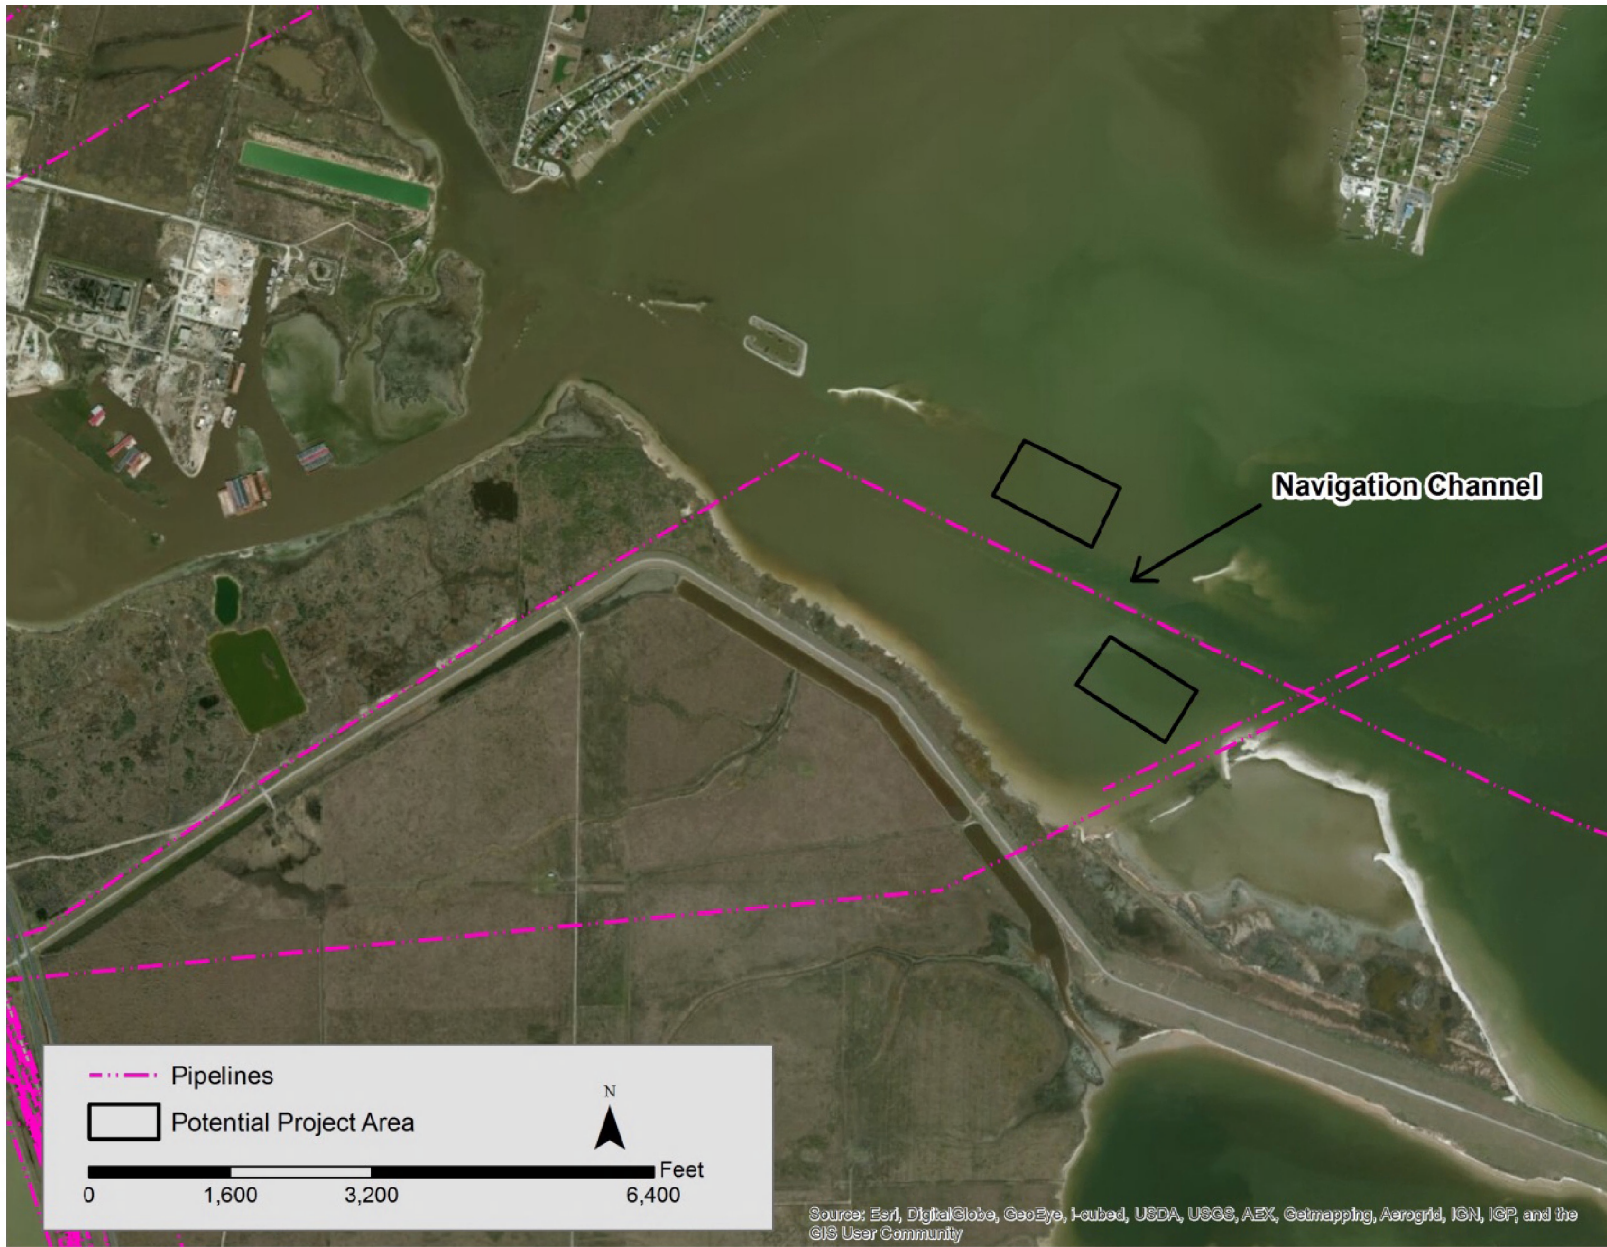 Navigation Channel
Pipelines
Potential Project Area
N
Feet
0 1,600 3,200 6,400
Source: Esri, DigitalGlobe, GeoEye, i-cubed, USDA, USGS, AEX, Getmapping, Aerogrid, IGN, IGP, and the
GIS User Community